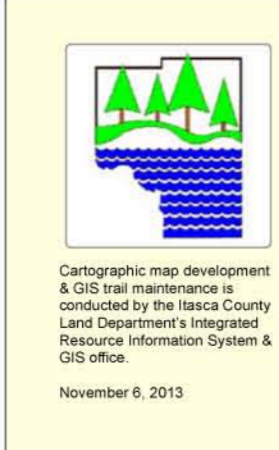 Cartographic map development
& GIS trail maintenance is
conducted by the Itasca County
Land Department's Integrated
Resource Information System &
GIS office.
November 6, 2013